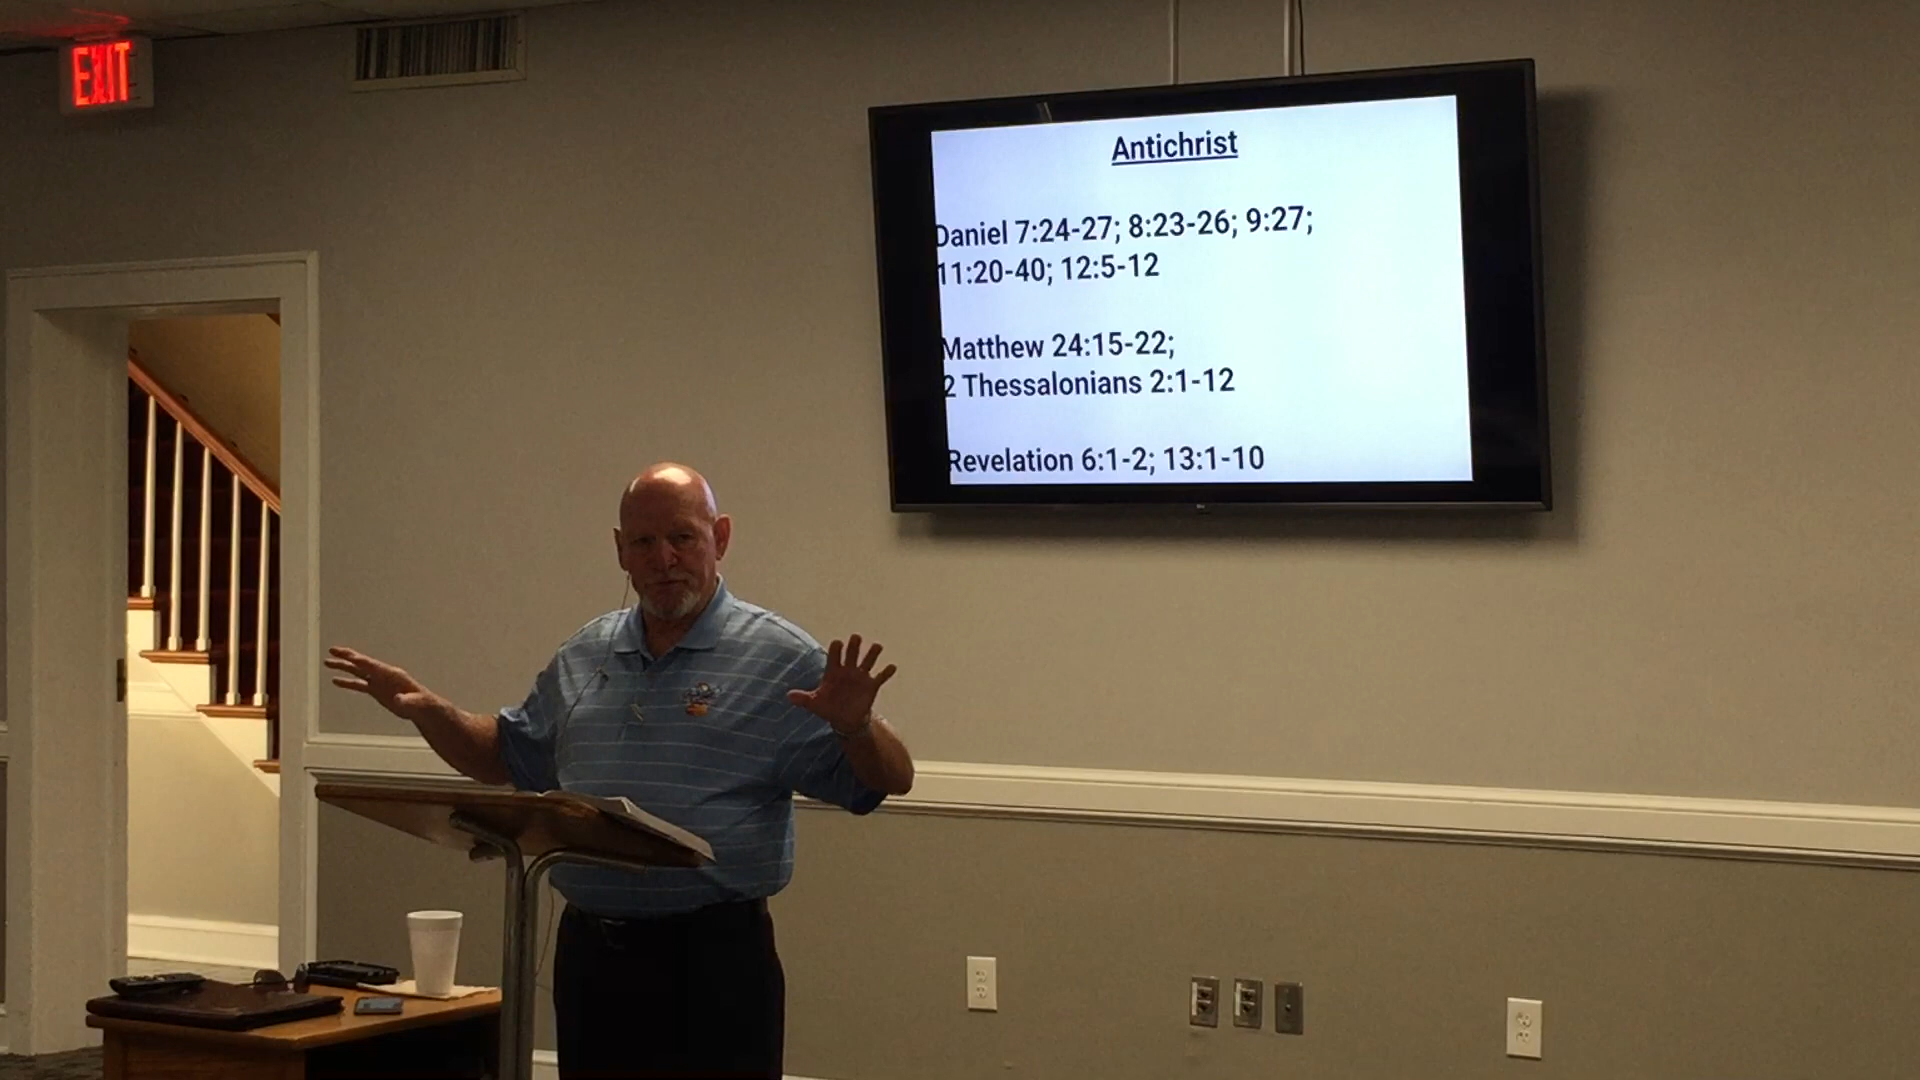 EXIT
Antichrist
Daniel 7:24-27; 8:23-26; 9:27;
11:20-40; 12:5-12
Matthew 24:15-22;
2 Thessalonians 2:1-12
Revelation 6:1-2; 13:1-10